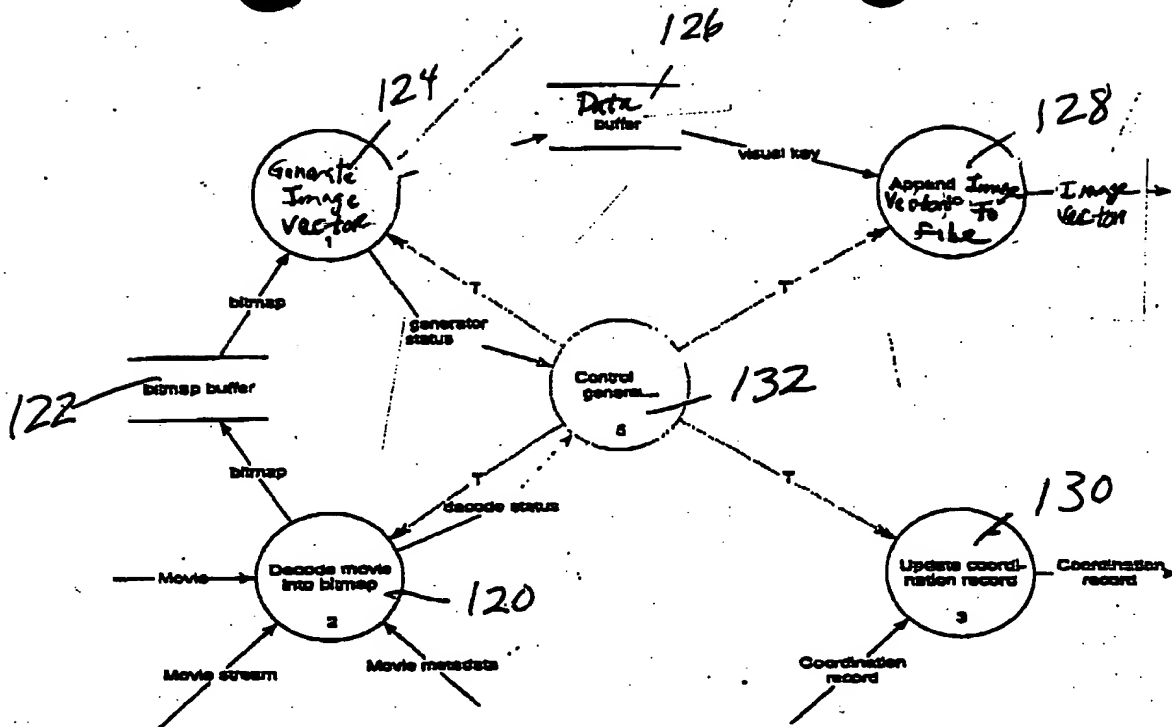 126
124
Data
buffer
128
Generate
Image
Vector
1
visual key
Append Image
Vector to To
File
Image
vector
T
T
bitmap
generator
status
122
bitmap buffer
Control
132
5
bitmap
T
decode status
T
130
Movie
Decode movie
into bitmap
2
120
Update coordi-
nation record
3
Coordination
record
Movie stream
Movie metadata
Coordination
record